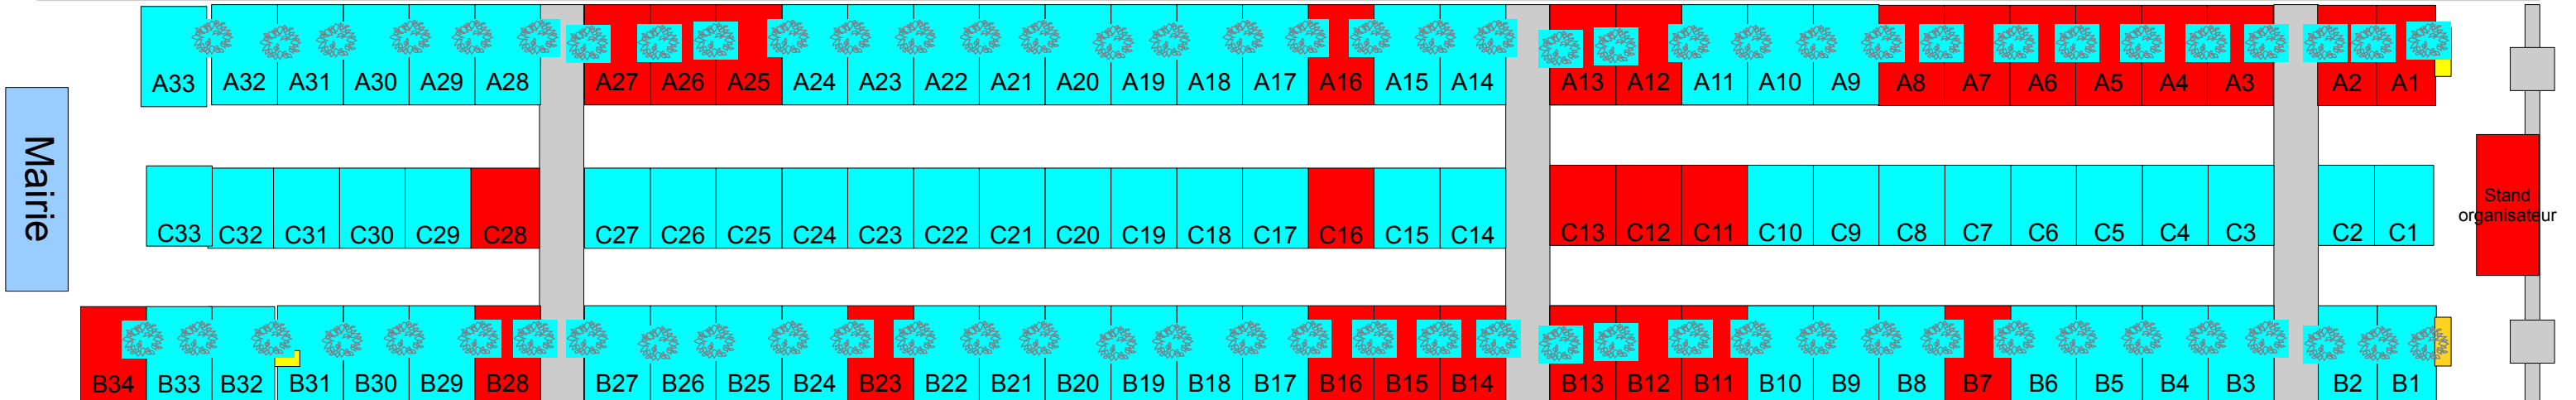 A33 A32 A31 A30 A29 A28 A27 A26 A25 A24 A23 A22 A21 A20 A19 A18 A17 A16 A15 A14 A13 A12 A11 A10 A9 A8 A7 A6 A5 A4 A3 A2 A1
Mairie
Stand
organisateur
C33 C32 C31 C30 C29 C28 C27 C26 C25 C24 C23 C22 C21 C20 C19 C18 C17 C16 C15 C14 C13 C12 C11 C10 C9 C8 C7 C6 C5 C4 C3 C2 C1
B34 B33 B32 B31 B30 B29 B28 B27 B26 B25 B24 B23 B22 B21 B20 B19 B18 B17 B16 B15 B14 B13 B12 B11 B10 B9 B8 B7 B6 B5 B4 B3 B2 B1